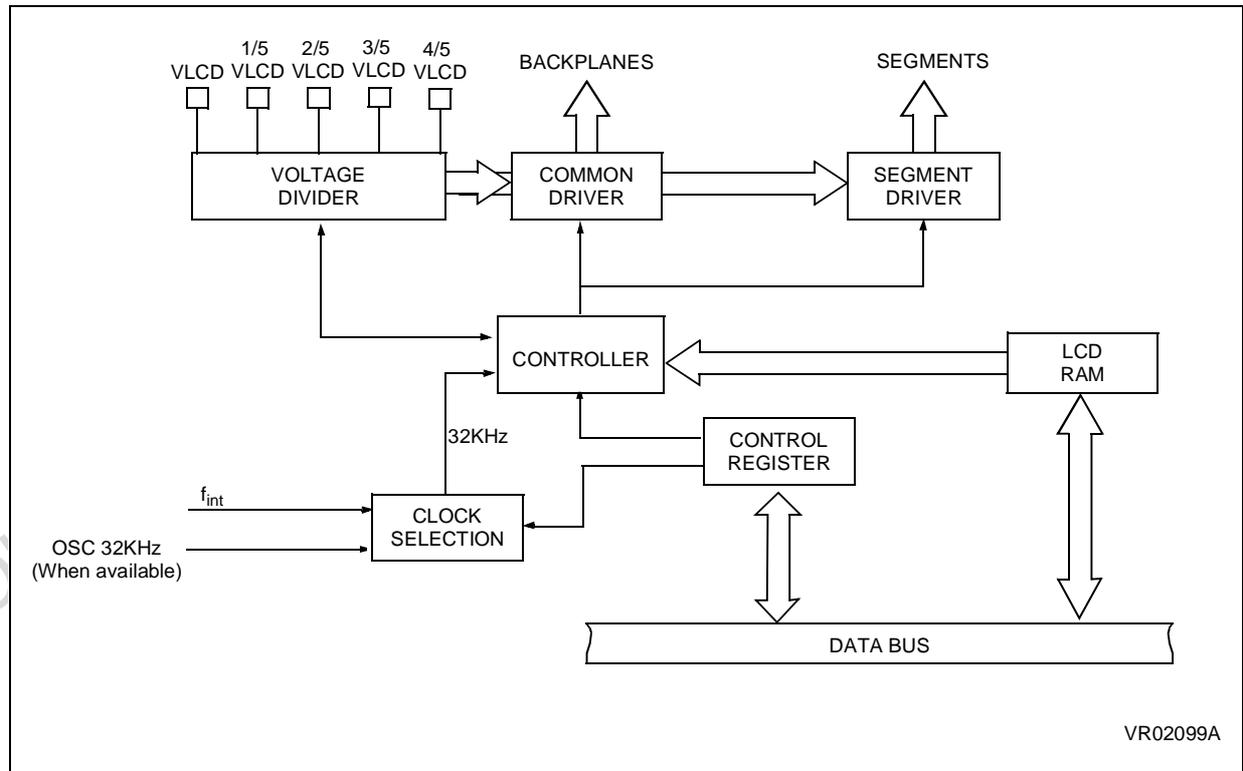 1/5 2/5 3/5 4/5
VLCD VLCD VLCD VLCD VLCD
BACKPLANES
SEGMENTS
VOLTAGE
DIVIDER
COMMON
DRIVER
SEGMENT
DRIVER
CONTROLLER
LCD
RAM
32KHz
CONTROL
REGISTER
fint
CLOCK
SELECTION
OSC 32KHz
(When available)
DATA BUS
VR02099A